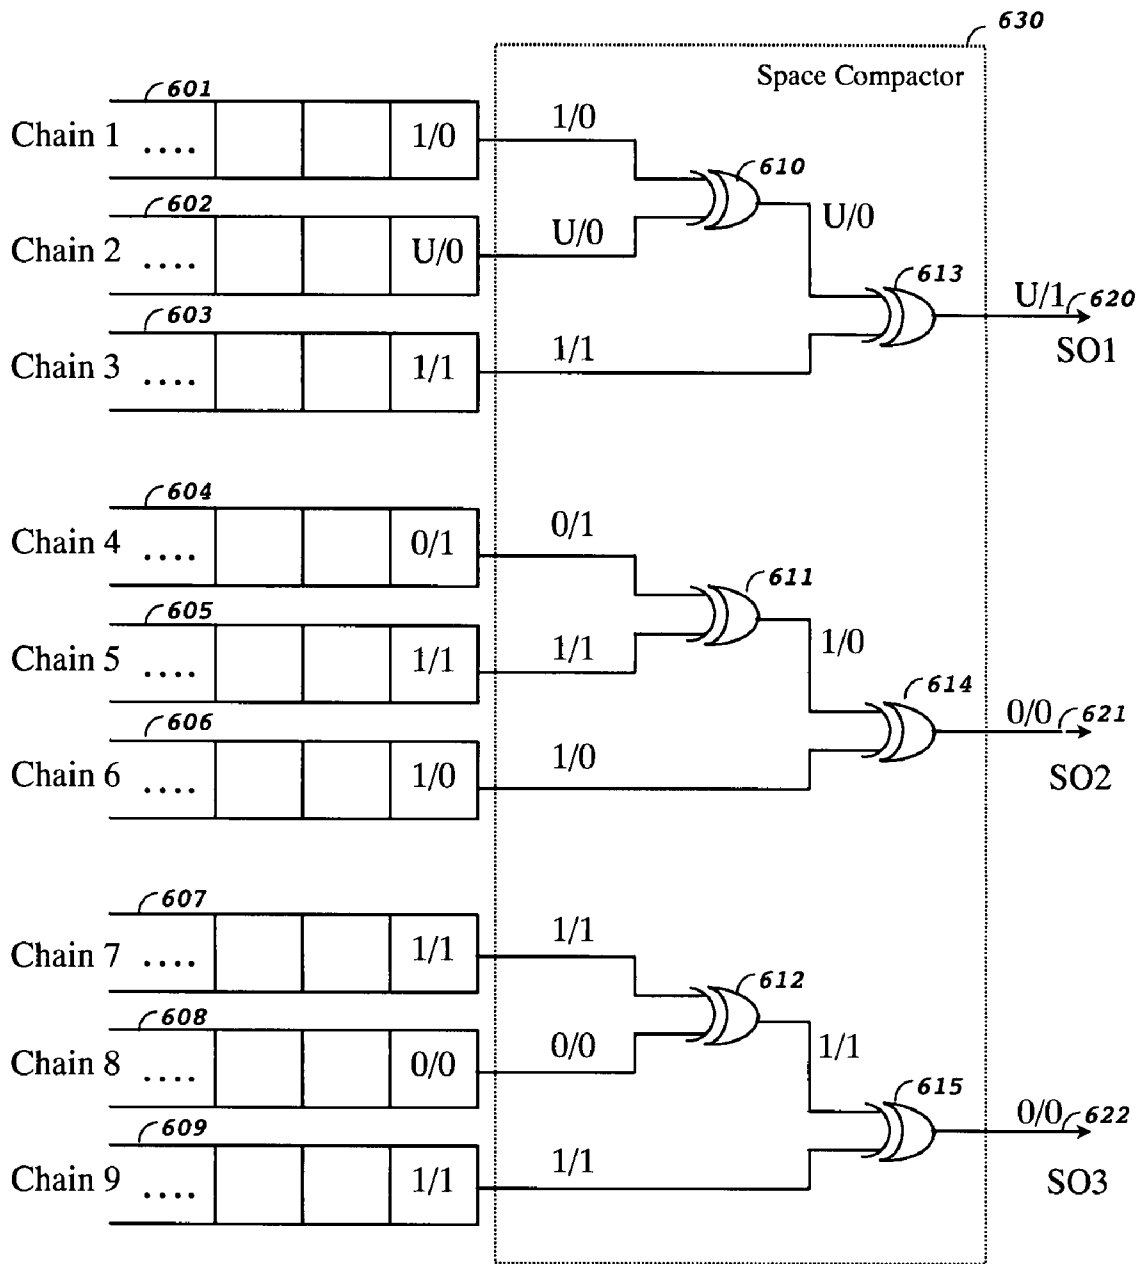 630
Space Compactor
601
Chain 1 .... 1/0 1/0
610
602
U/0
Chain 2 .... U/0 U/0
613
U/1 620
603
SO1
Chain 3 .... 1/1 1/1
604
Chain 4 .... 0/1 0/1
611
605
Chain 5 .... 1/1 1/1
1/0
614
606
0/0 621
Chain 6 .... 1/0 1/0
SO2
607
Chain 7 .... 1/1 1/1
612
608
Chain 8 .... 0/0 0/0
1/1
615
0/0 622
609
Chain 9 .... 1/1 1/1
SO3